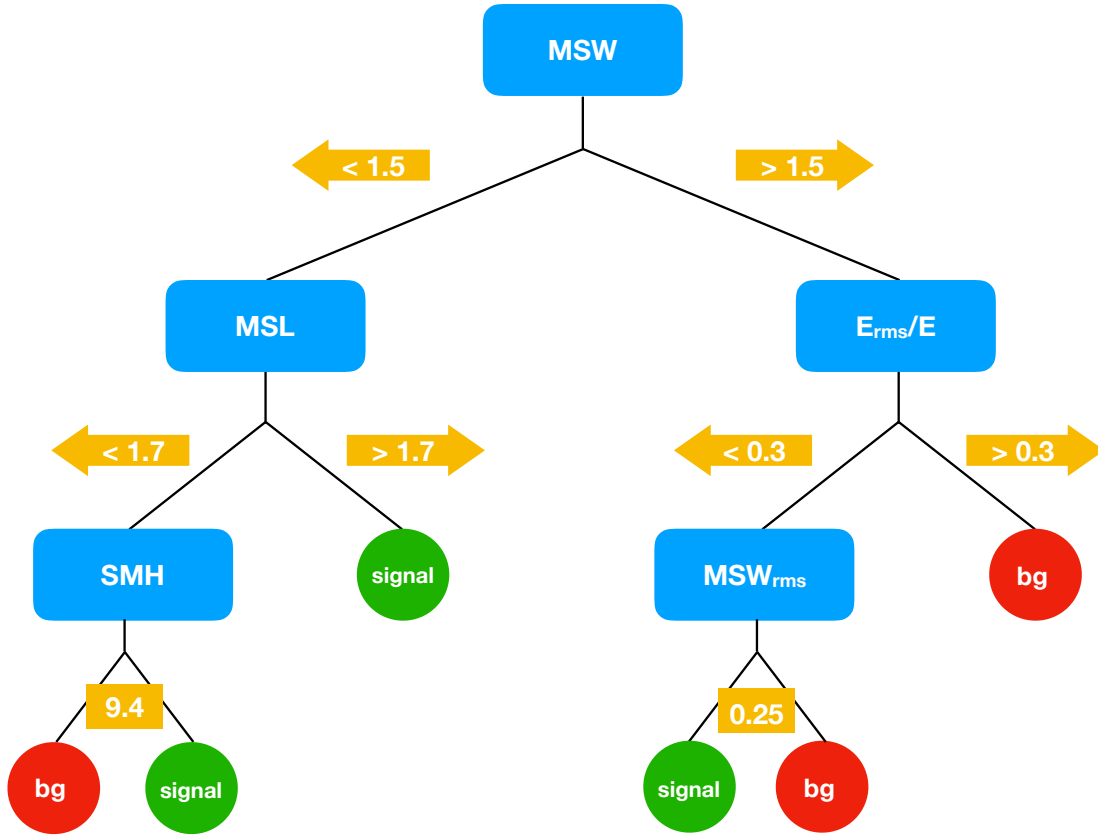 MSW
< 1.5
> 1.5
MSL
Erms/E
< 1.7
> 1.7
< 0.3
> 0.3
SMH
signal
MSWrms
bg
9.4
0.25
bg
signal
signal
bg